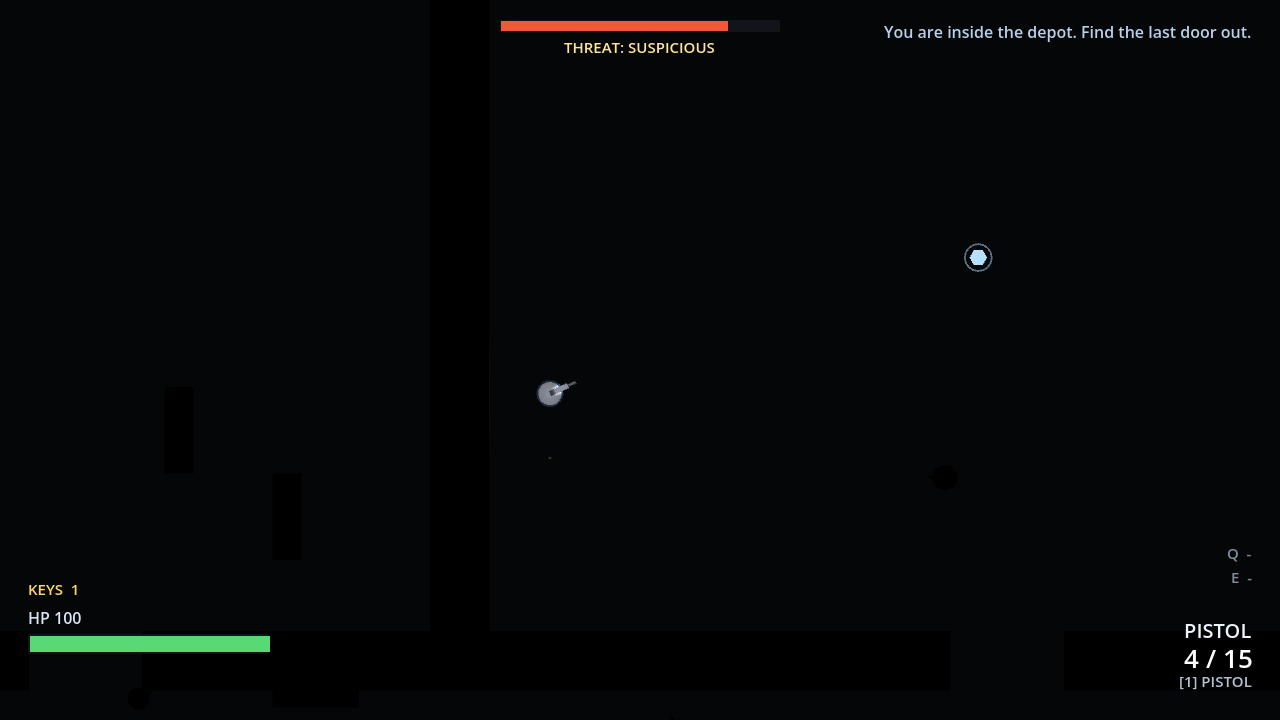 THREAT: SUSPICIOUS
You are inside the depot. Find the last door out.
Q -
E -
KEYS 1
HP 100
PISTOL
4 / 15
[1] PISTOL